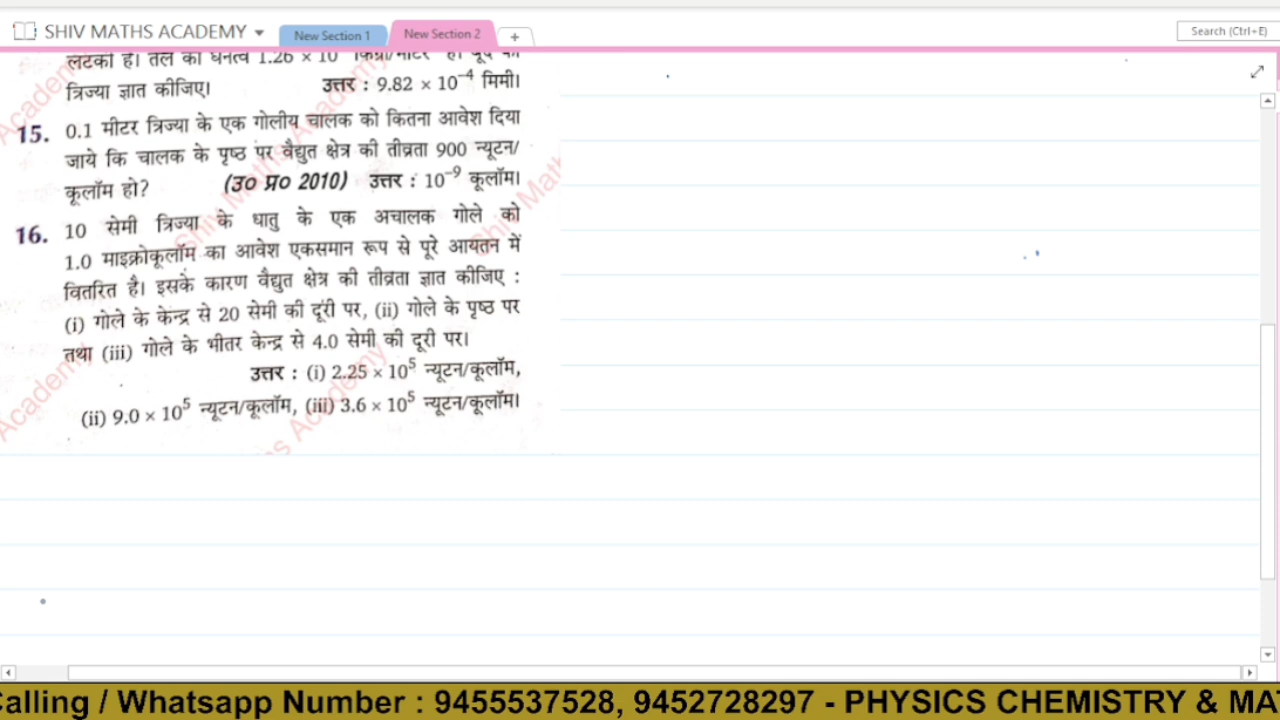 SHIV MATHS ACADEMY
New Section 1
New Section 2
+
Search (Ctrl+E)
लटकी है। तेल का घनत्व 1.26 × 10
त्रिज्या ज्ञात कीजिए। उत्तर : 9.82 × 10⁻⁴ मिमी।
15. 0.1 मीटर त्रिज्या के एक गोलीय चालक को कितना आवेश दिया
जाये कि चालक के पृष्ठ पर वैद्युत क्षेत्र की तीव्रता 900 न्यूटन/
कूलॉम हो? (उ० प्र० 2010) उत्तर : 10⁻⁹ कूलॉम।
16. 10 सेमी त्रिज्या के धातु के एक अचालक गोले को
1.0 माइक्रोकूलॉम का आवेश एकसमान रूप से पूरे आयतन में
वितरित है। इसके कारण वैद्युत क्षेत्र की तीव्रता ज्ञात कीजिए :
(i) गोले के केन्द्र से 20 सेमी की दूरी पर, (ii) गोले के पृष्ठ पर
तथा (iii) गोले के भीतर केन्द्र से 4.0 सेमी की दूरी पर।
उत्तर : (i) 2.25 × 10⁵ न्यूटन/कूलॉम,
(ii) 9.0 × 10⁵ न्यूटन/कूलॉम, (iii) 3.6 × 10⁵ न्यूटन/कूलॉम।
Calling / Whatsapp Number : 9455537528, 9452728297 - PHYSICS CHEMISTRY & MA